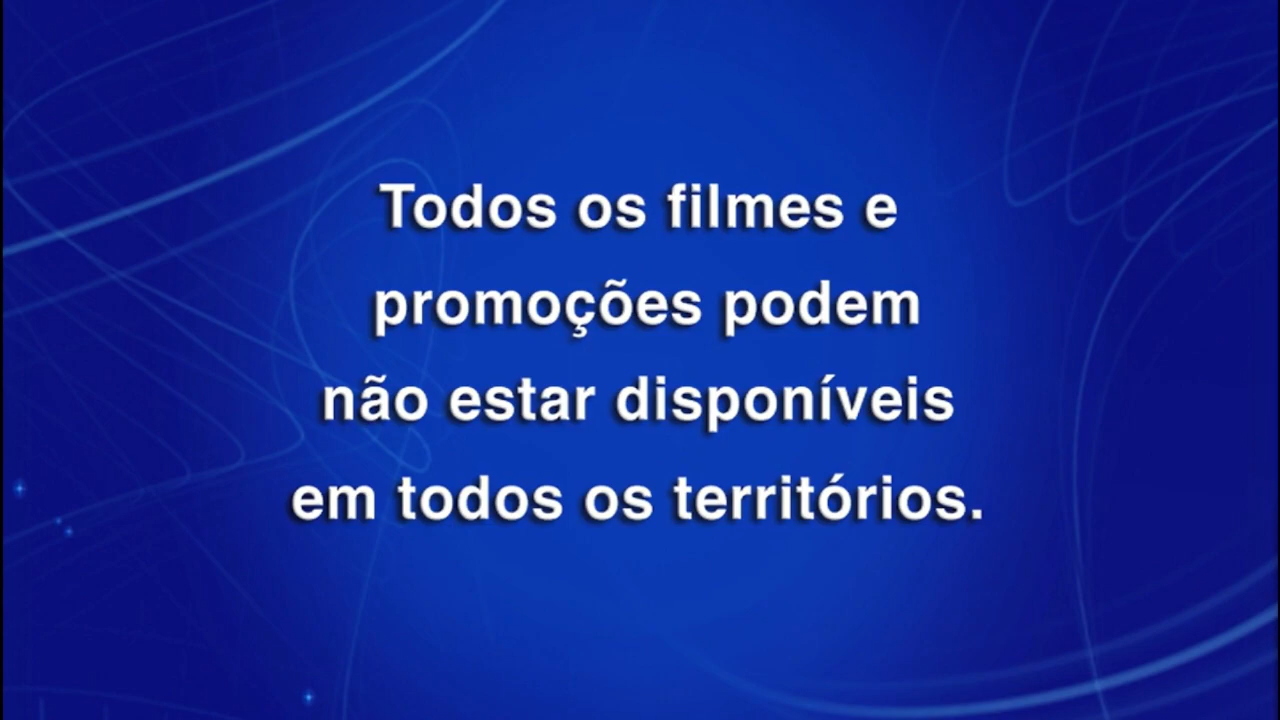 Todos os filmes e
promoções podem
não estar disponíveis
em todos os territórios.